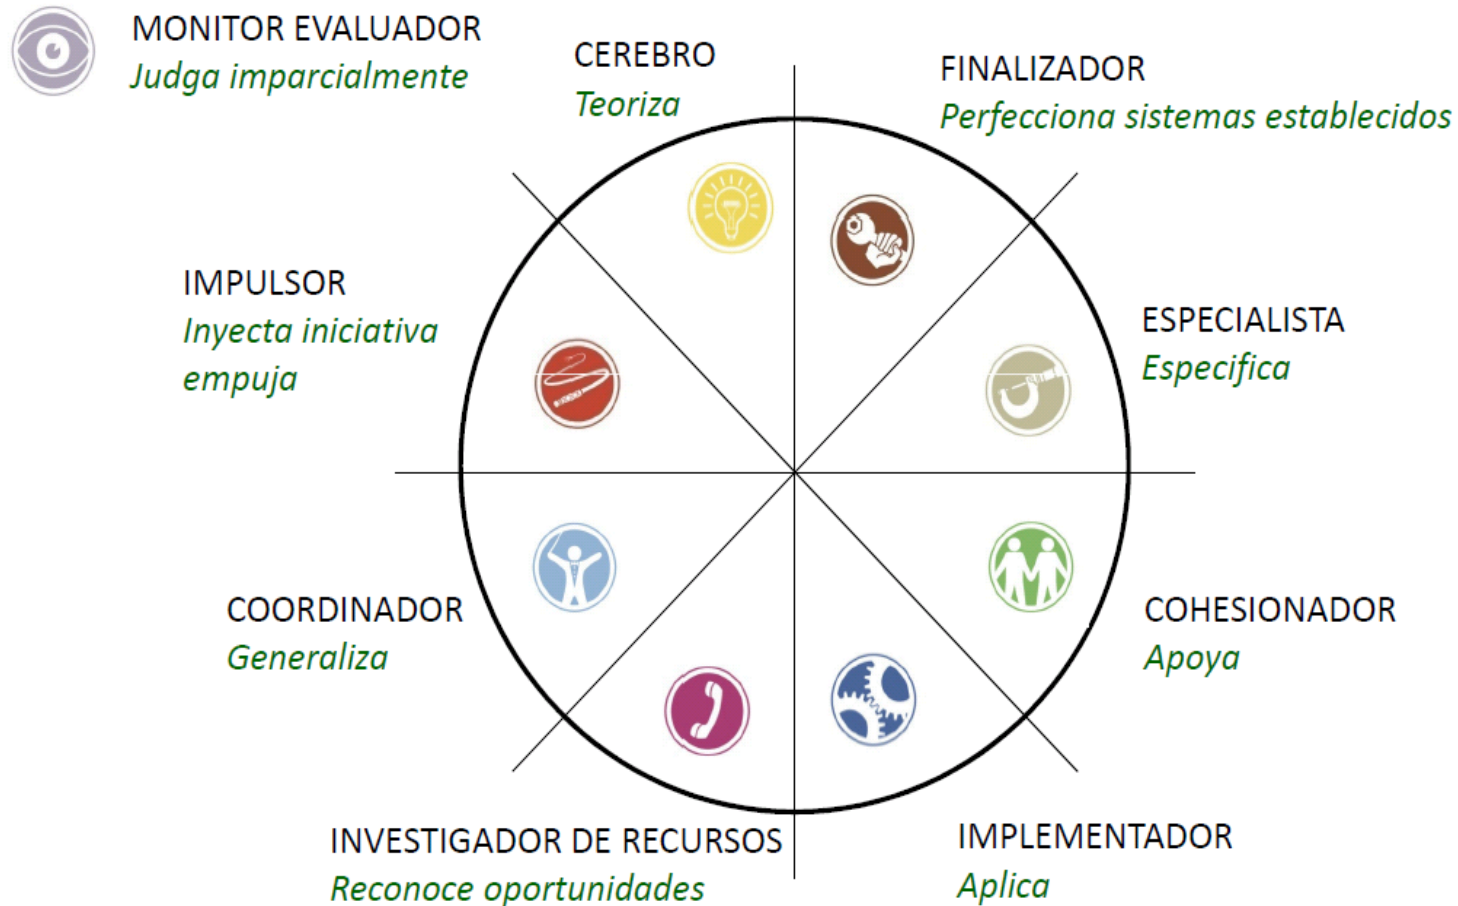 MONITOR EVALUADOR
Judga imparcialmente
CEREBRO
Teoriza
FINALIZADOR
Perfecciona sistemas establecidos
IMPULSOR
Inyecta iniciativa
empuja
ESPECIALISTA
Especifica
COORDINADOR
Generaliza
COHESIONADOR
Apoya
INVESTIGADOR DE RECURSOS
Reconoce oportunidades
IMPLEMENTADOR
Aplica